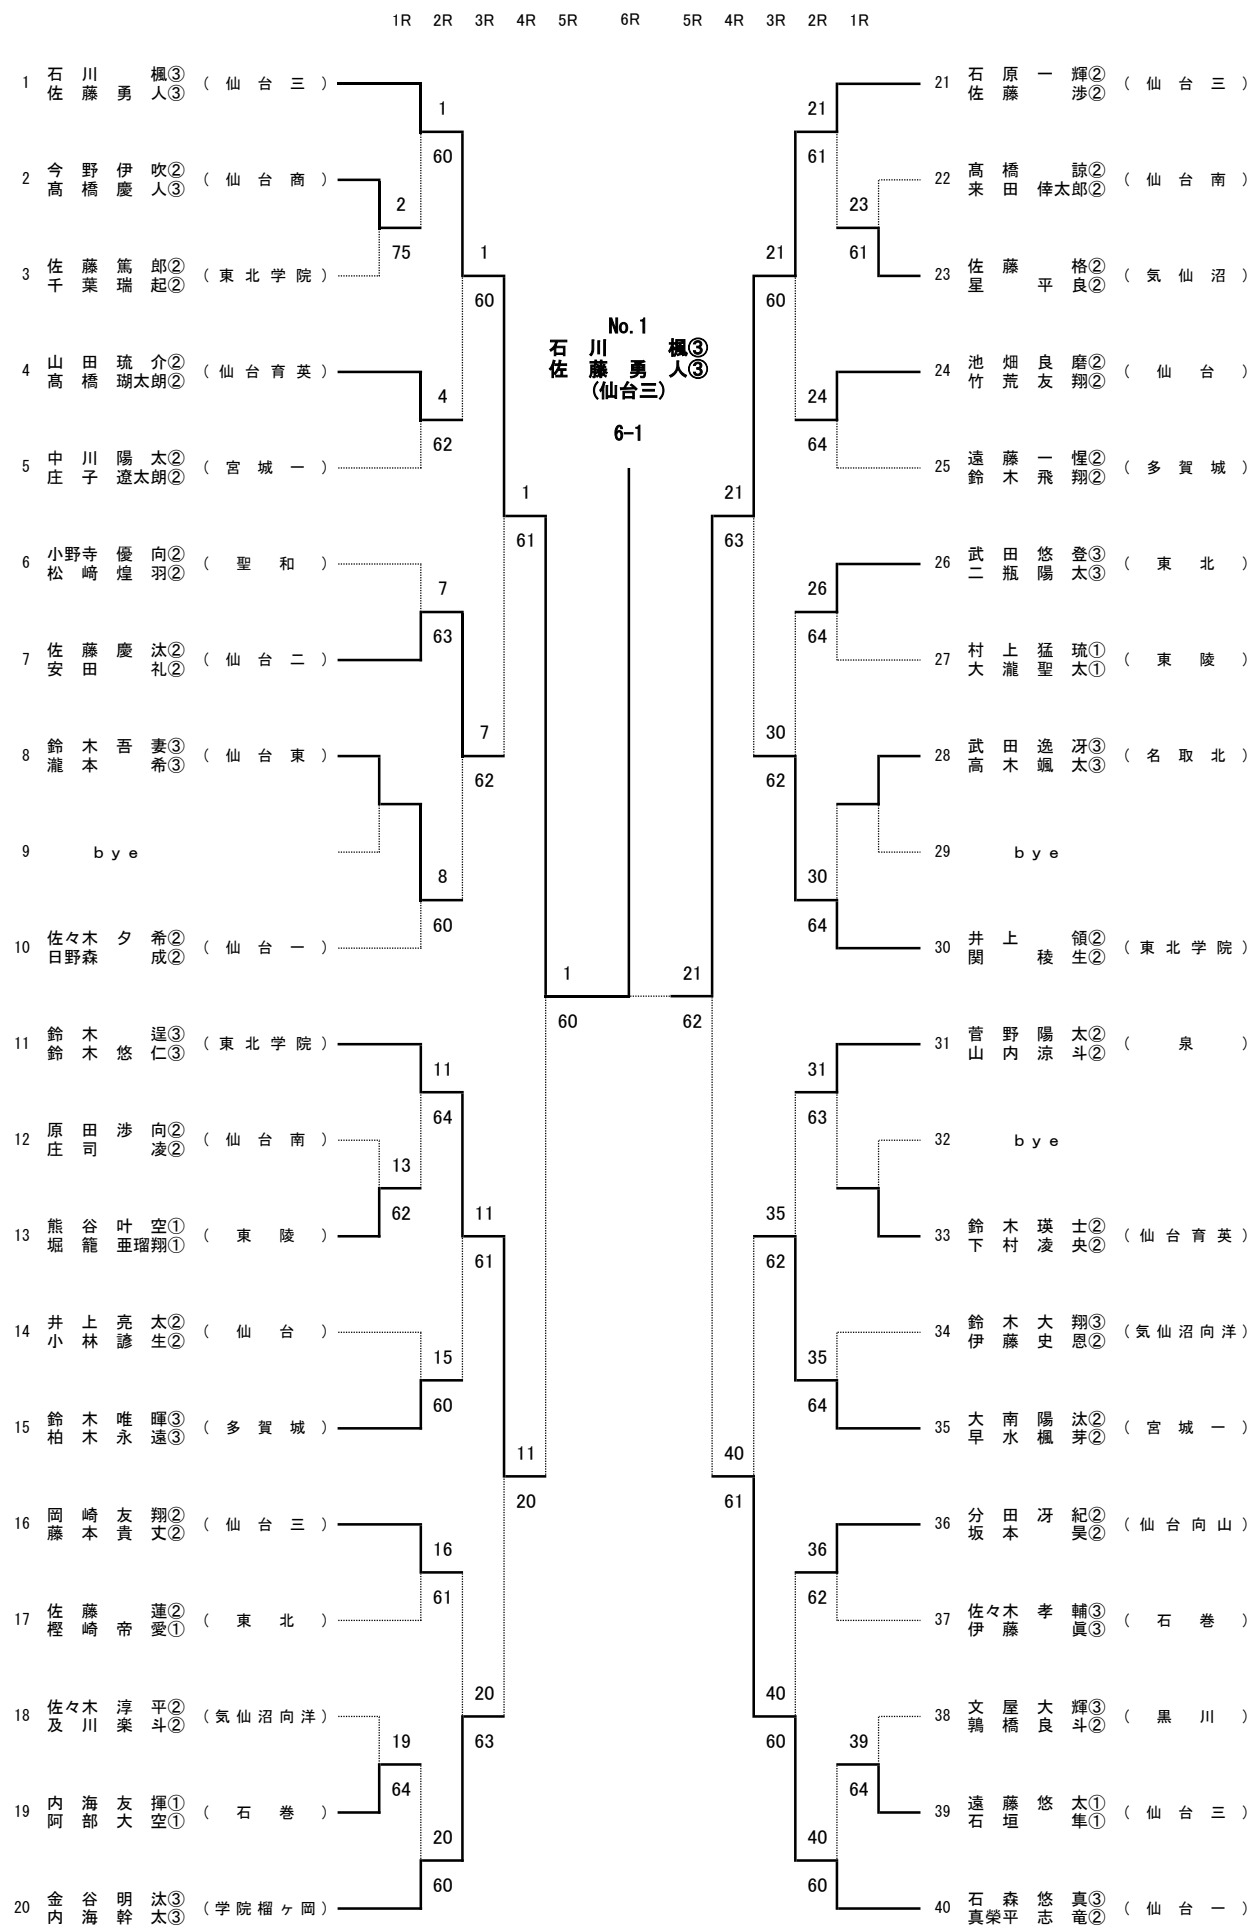 1R 2R 3R 4R 5R 6R 5R 4R 3R 2R 1R
1 石川 楓③ (仙台三)
佐藤勇人③
2 今野伊吹② (仙台商)
髙橋慶人③
3 佐藤篤郎② (東北学院)
千葉瑞起②
4 山田琉介② (仙台育英)
髙橋瑚太朗②
5 中川陽太② (宮城一)
庄子遼太朗②
6 小野寺優向② (聖和)
松﨑煌羽②
7 佐藤慶汰② (仙台二)
安田礼②
8 鈴木吾妻③ (仙台東)
瀧本希③
9 bye
10 佐々木夕希② (仙台一)
日野森成②
11 鈴木逞③ (東北学院)
鈴木悠仁③
12 原田渉向② (仙台南)
庄司凌②
13 熊谷叶空① (東陵)
堀籠亜瑠翔①
14 井上亮太② (仙台)
小林諺生②
15 鈴木唯暉③ (多賀城)
柏木永遠③
16 岡崎友翔② (仙台三)
藤本貴丈②
17 佐藤蓮② (東北)
樫崎帝愛①
18 佐々木淳平② (気仙沼向洋)
及川楽斗②
19 内海友揮① (石巻)
阿部大空①
20 金谷明汰③ (学院榴ヶ岡)
内海幹太③
1
60
2
75
1
60
4
62
1
61
7
63
7
62
8
60
1
60
11
64
13
62
11
61
15
60
11
20
16
61
20
63
19
64
20
60
No.1
石川 楓③
佐藤勇人③
(仙台三)
6-1
21
61
23
61
21
60
24
64
21
63
26
64
30
62
30
64
21
62
31
63
35
62
35
64
40
61
36
62
40
60
39
64
40
60
21 石原一輝② (仙台三)
佐藤渉②
22 髙橋諒② (仙台南)
来田倖太郎②
23 佐藤格② (気仙沼)
星平良②
24 池畑良磨② (仙台)
竹荒友翔②
25 遠藤一惺② (多賀城)
鈴木飛翔②
26 武田悠登③ (東北)
二瓶陽太③
27 村上猛琉① (東陵)
大瀧聖太①
28 武田逸冴③ (名取北)
高木颯太③
29 bye
30 井上領② (東北学院)
関稜生②
31 菅野陽太② (泉)
山内涼斗②
32 bye
33 鈴木瑛士② (仙台育英)
下村凌央②
34 鈴木大翔③ (気仙沼向洋)
伊藤史恩②
35 大南陽汰② (宮城一)
早水楓芽②
36 分田冴紀② (仙台向山)
坂本昊②
37 佐々木孝輔③ (石巻)
伊藤眞③
38 文屋大輝③ (黒川)
鶉橋良斗②
39 遠藤悠太① (仙台三)
石垣隼①
40 石森悠真③ (仙台一)
真榮平志竜②